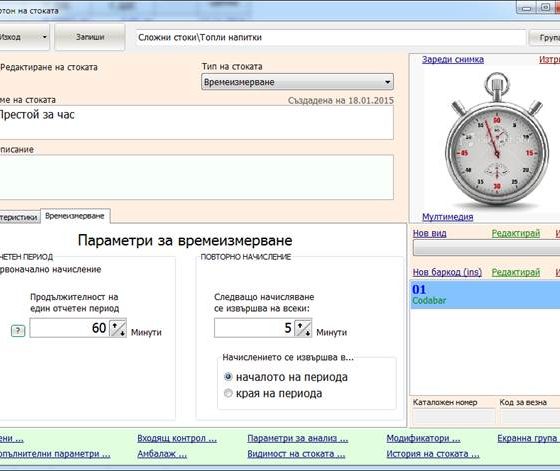 ртон на стоката
Изход
Запиши
Сложни стоки\Топли напитки
Група
Редактиране на стоката
Тип на стоката
Времеизмерване
ме на стоката
Създадена на 18.01.2015
Престой за час
писание
Зареди снимка
Изтр
Мултимедия
теристики
Времеизмерване
Параметри за времеизмерване
ЧЕТЕН ПЕРИОД
рвоначално начисление
Продължителност на
един отчетен период
?
60
Минути
ПОВТОРНО НАЧИСЛЕНИЕ
Следващо начисляване
се извършва на всеки:
5
Минути
Начислението се извършва в...
началото на периода
края на периода
Нов вид
Редактирай
Нов баркод (ins)
Редактирай
01
Codabar
Каталожен номер
Код за везна
ени ...
Входящ контрол ...
Параметри за анализ ...
Модификатори ...
Екранна група
опълнителни параметри ...
Амбалаж ...
Видимост на стоката ...
История на стоката ...